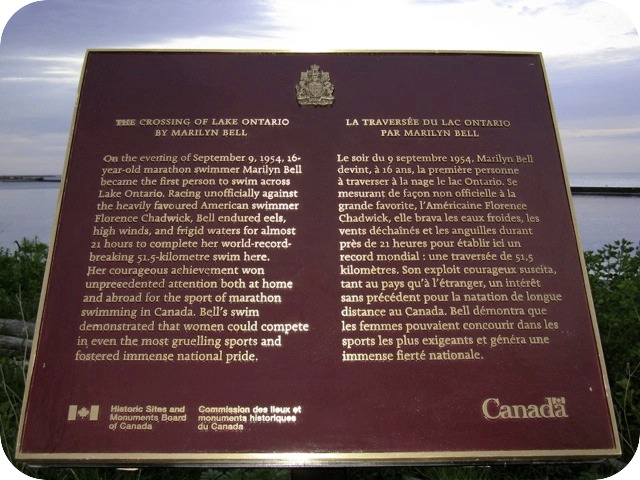 THE CROSSING OF LAKE ONTARIO
BY MARILYN BELL
On the evening of September 9, 1954, 16-
year-old marathon swimmer Marilyn Bell
became the first person to swim across
Lake Ontario. Racing unofficially against
the heavily favoured American swimmer
Florence Chadwick, Bell endured eels,
high winds, and frigid waters for almost
21 hours to complete her world-record-
breaking 51,5-kilometre swim here.
Her courageous achievement won
unprecedented attention both at home
and abroad for the sport of marathon
swimming in Canada. Bell's swim
demonstrated that women could compete
in even the most gruelling sports and
fostered immense national pride.
LA TRAVERSÉE DU LAC ONTARIO
PAR MARILYN BELL
Le soir du 9 septembre 1954, Marilyn Bell
devint, à 16 ans, la première personne
à traverser à la nage le lac Ontario. Se
mesurant de façon non officielle à la
grande favorite, l'Américaine Florence
Chadwick, elle brava les eaux froides, les
vents déchaînés et les anguilles durant
près de 21 heures pour établir ici un
record mondial : une traversée de 51,5
kilomètres. Son exploit courageux suscita,
tant au pays qu'à l'étranger, un intérêt
sans précédent pour la natation de longue
distance au Canada. Bell démontra que
les femmes pouvaient concourir dans les
sports les plus exigeants et généra une
immense fierté nationale.
Historic Sites and
Monuments Board
of Canada
Commission des lieux et
monuments historiques
du Canada
Canada